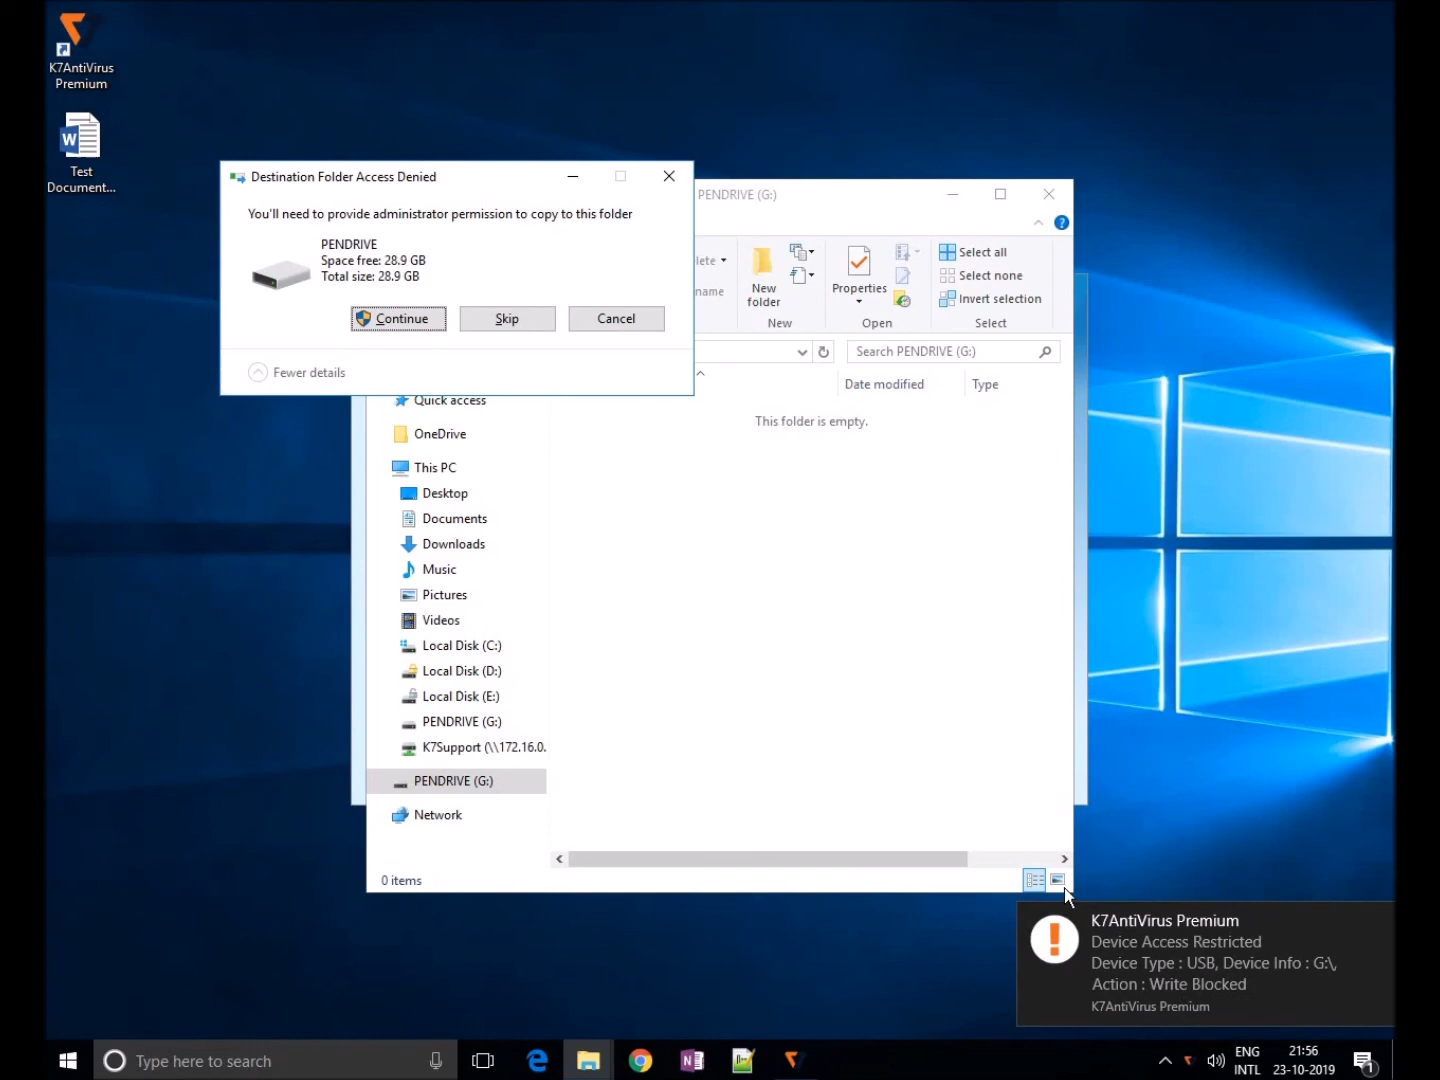 K7AntiVirus
Premium
Test
Document...
Destination Folder Access Denied
You'll need to provide administrator permission to copy to this folder
PENDRIVE
Space free: 28.9 GB
Total size: 28.9 GB
Continue
Skip
Cancel
Fewer details
PENDRIVE (G:)
New
folder
New
Properties
Open
Select all
Select none
Invert selection
Select
Search PENDRIVE (G:)
Date modified
Type
This folder is empty.
Quick access
OneDrive
This PC
Desktop
Documents
Downloads
Music
Pictures
Videos
Local Disk (C:)
Local Disk (D:)
Local Disk (E:)
PENDRIVE (G:)
K7Support (\\172.16.0.
PENDRIVE (G:)
Network
0 items
K7AntiVirus Premium
Device Access Restricted
Device Type : USB, Device Info : G:\,
Action : Write Blocked
K7AntiVirus Premium
Type here to search
ENG
INTL
21:56
23-10-2019
1